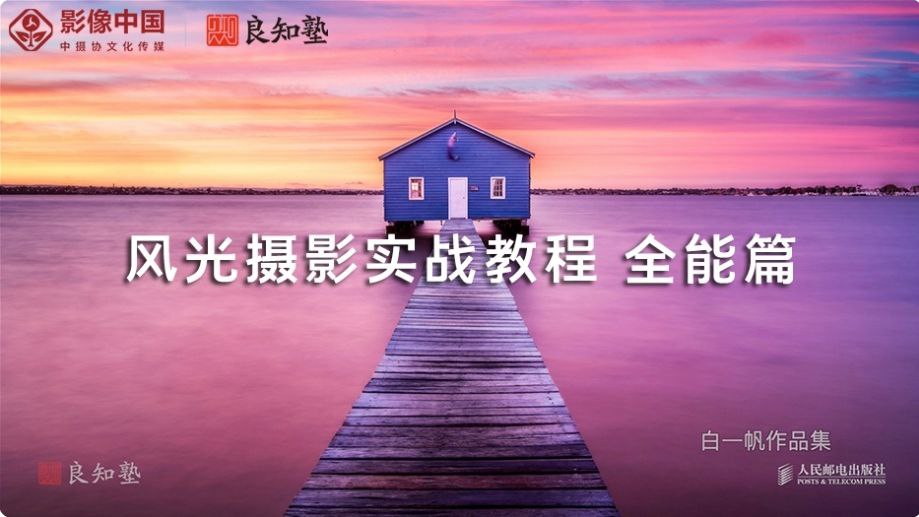 影像中国
中摄协文化传媒
良知塾
风光摄影实战教程 全能篇
白一帆作品集
良知塾
人民邮电出版社
POSTS & TELECOM PRESS